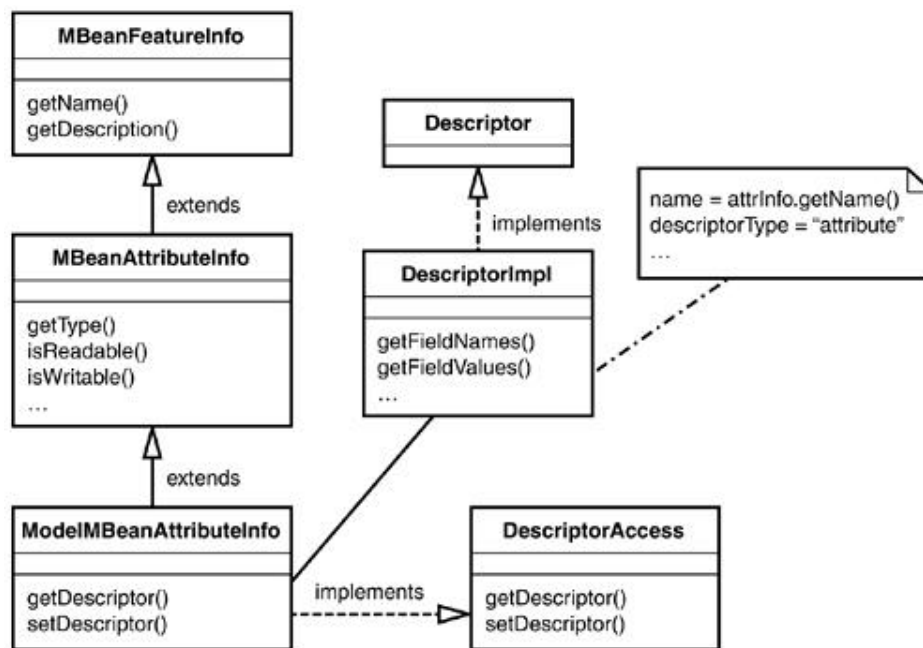 MBeanFeatureInfo
getName()
getDescription()
extends
MBeanAttributeInfo
getType()
isReadable()
isWritable()
…
extends
ModelMBeanAttributeInfo
getDescriptor()
setDescriptor()
Descriptor
implements
DescriptorImpl
getFieldNames()
getFieldValues()
…
name = attrInfo.getName()
descriptorType = “attribute”
…
implements
DescriptorAccess
getDescriptor()
setDescriptor()